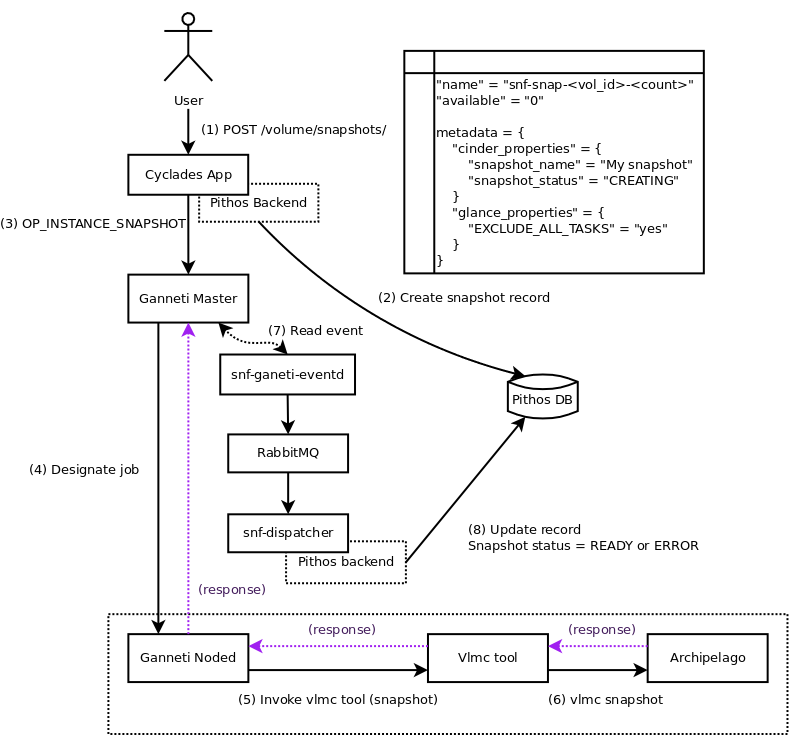 User
(1) POST /volume/snapshots/
Cyclades App
Pithos Backend
(3) OP_INSTANCE_SNAPSHOT
"name" = "snf-snap-<vol_id>-<count>"
"available" = "0"
metadata = {
"cinder_properties" = {
"snapshot_name" = "My snapshot"
"snapshot_status" = "CREATING"
}
"glance_properties" = {
"EXCLUDE_ALL_TASKS" = "yes"
}
}
Ganneti Master
(2) Create snapshot record
(7) Read event
snf-ganeti-eventd
Pithos DB
RabbitMQ
(4) Designate job
snf-dispatcher
Pithos backend
(8) Update record
Snapshot status = READY or ERROR
(response)
(response)
(response)
Ganneti Noded
Vlmc tool
Archipelago
(5) Invoke vlmc tool (snapshot)
(6) vlmc snapshot